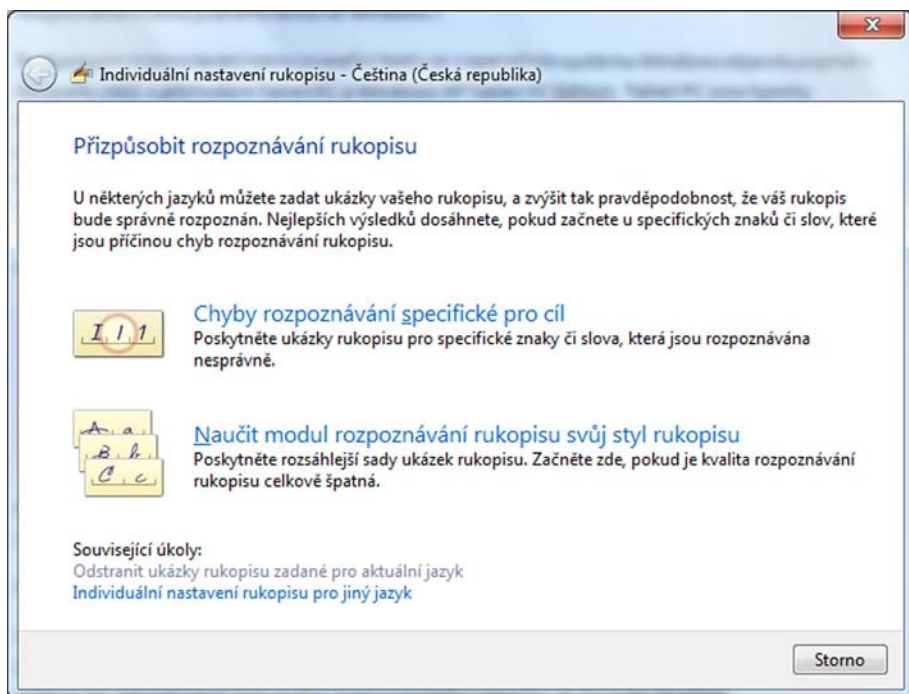 Individuální nastavení rukopisu - Čeština (Česká republika)
Přizpůsobit rozpoznávání rukopisu
U některých jazyků můžete zadat ukázky vašeho rukopisu, a zvýšit tak pravděpodobnost, že váš rukopis
bude správně rozpoznán. Nejlepších výsledků dosáhnete, pokud začnete u specifických znaků či slov, které
jsou příčinou chyb rozpoznávání rukopisu.
I 1 1
Chyby rozpoznávání specifické pro cíl
Poskytněte ukázky rukopisu pro specifické znaky či slova, která jsou rozpoznávána
nesprávně.
A a
B b
C c
Naučit modul rozpoznávání rukopisu svůj styl rukopisu
Poskytněte rozsáhlejší sady ukázek rukopisu. Začněte zde, pokud je kvalita rozpoznávání
rukopisu celkově špatná.
Související úkoly:
Odstranit ukázky rukopisu zadané pro aktuální jazyk
Individuální nastavení rukopisu pro jiný jazyk
Storno